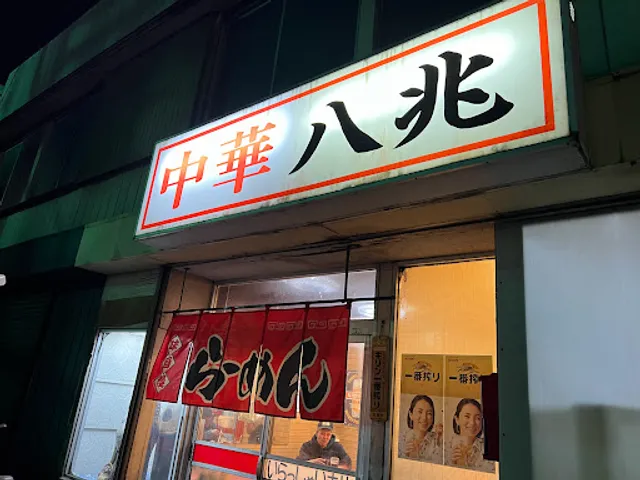 中華 八兆
らーめん
一番搾り
一番搾り
いらっしゃいませ